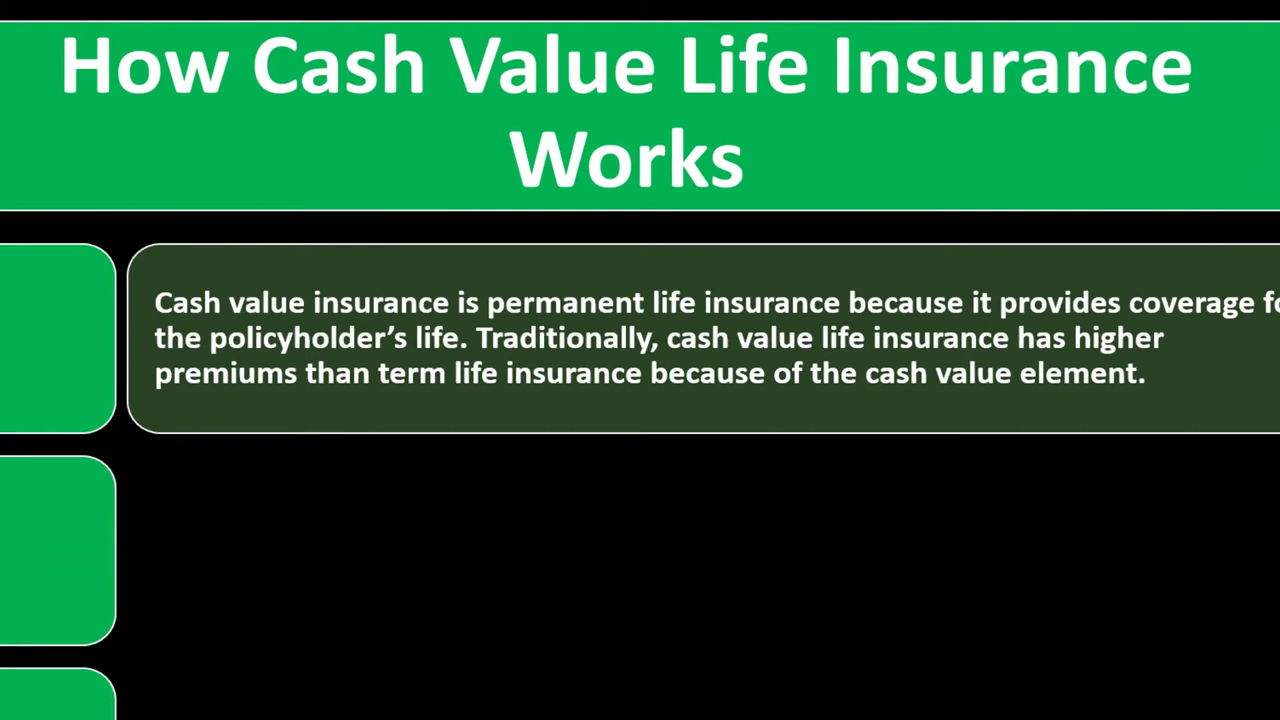 How Cash Value Life Insurance
Works
Cash value insurance is permanent life insurance because it provides coverage
the policyholder’s life. Traditionally, cash value life insurance has higher
premiums than term life insurance because of the cash value element.